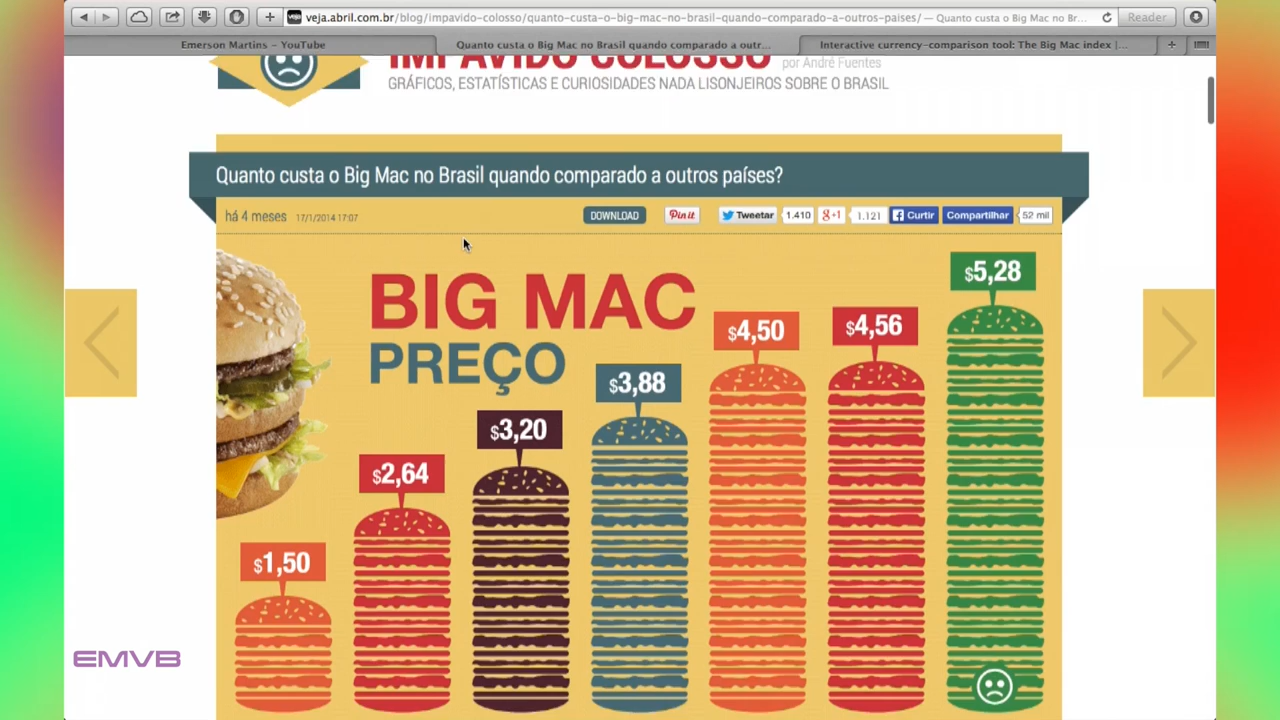 veja.abril.com.br/blog/impavido-colosso/quanto-custa-o-big-mac-no-brasil-quando-comparado-a-outros-paises/ — Quanto custa o Big Mac no Br...
Reader
Emerson Martins – YouTube
Quanto custa o Big Mac no Brasil quando comparado a outr...
Interactive currency-comparison tool: The Big Mac index | ...
IMPÁVIDO COLOSSO por André Fuentes
GRÁFICOS, ESTATÍSTICAS E CURIOSIDADES NADA LISONJEIROS SOBRE O BRASIL
Quanto custa o Big Mac no Brasil quando comparado a outros países?
há 4 meses 17/1/2014 17:07
DOWNLOAD
Pin it
Tweetar 1.410
g+1 1.121
Curtir
Compartilhar 52 mil
BIG MAC
PREÇO
$1,50
$2,64
$3,20
$3,88
$4,50
$4,56
$5,28
EMVB